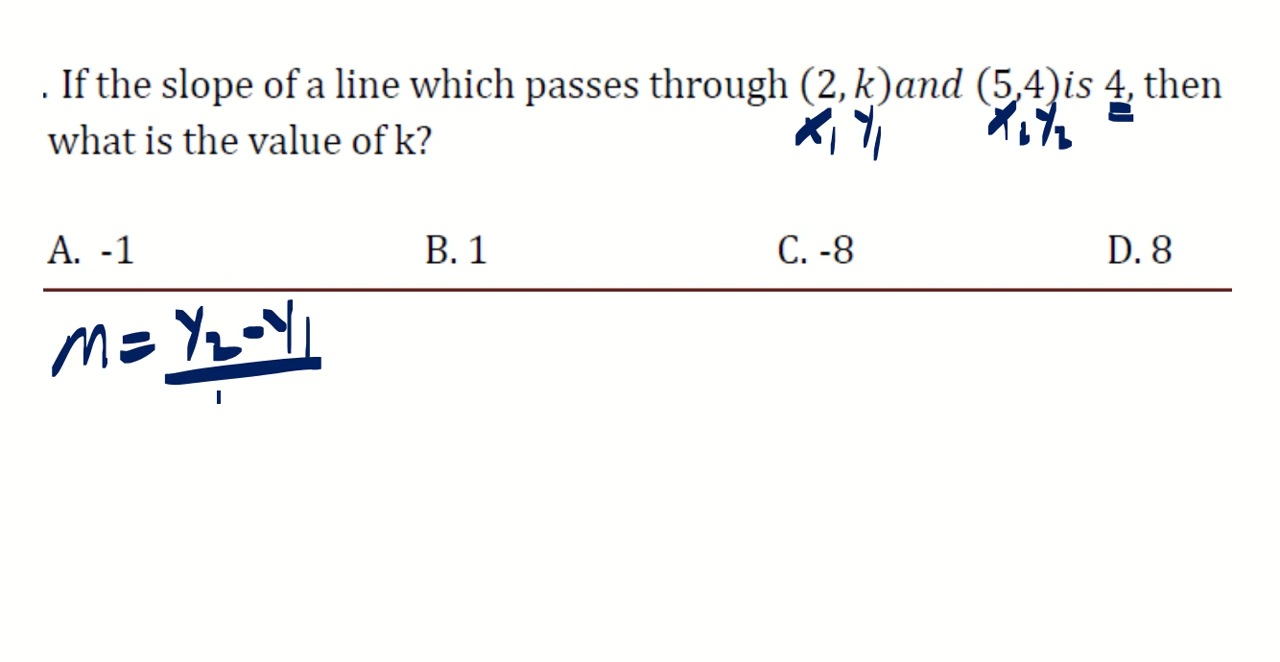 . If the slope of a line which passes through (2, k)and (5,4)is 4, then
x₁ y₁ x₂ y₂
what is the value of k?
A. -1 B. 1 C. -8 D. 8
m = y₂ - y₁